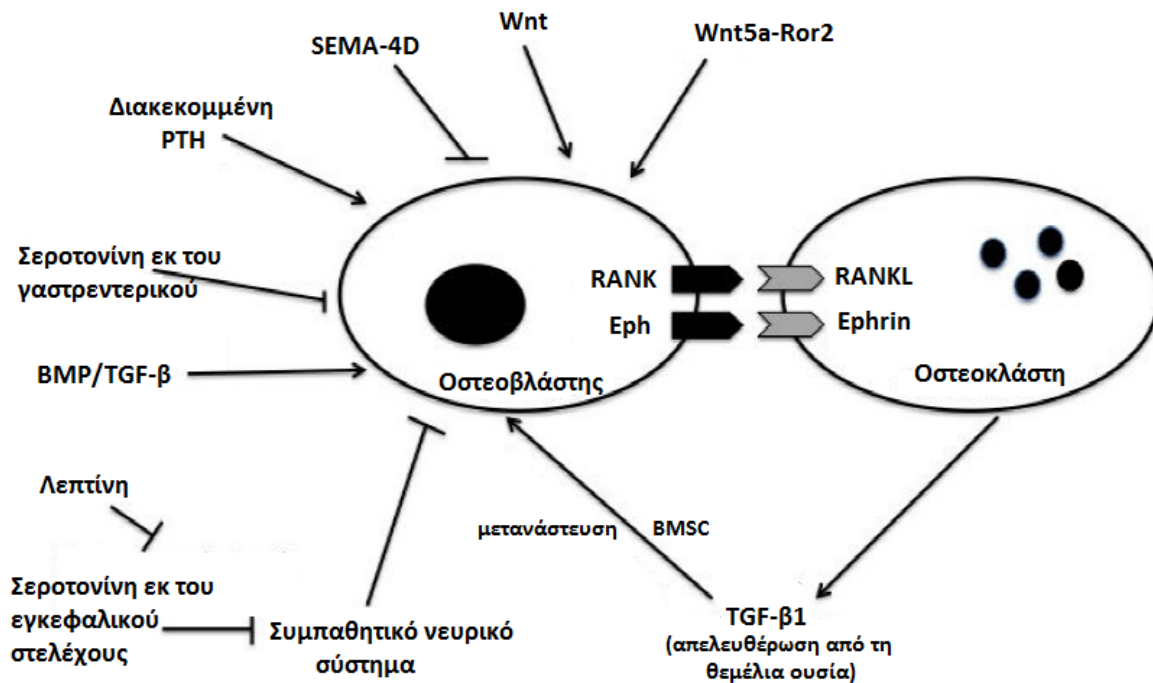 Wnt
Wnt5a-Ror2
SEMA-4D
Διακεκομμένη
PTH
Σεροτονίνη εκ του
γαστρεντερικού
RANK
RANKL
Eph
Ephrin
BMP/TGF-β
Οστεοβλάστης
Οστεοκλάστη
Λεπτίνη
μετανάστευση
BMSC
Σεροτονίνη εκ του
εγκεφαλικού
στελέχους
Συμπαθητικό νευρικό
σύστημα
TGF-β1
(απελευθέρωση από τη
θεμέλια ουσία)